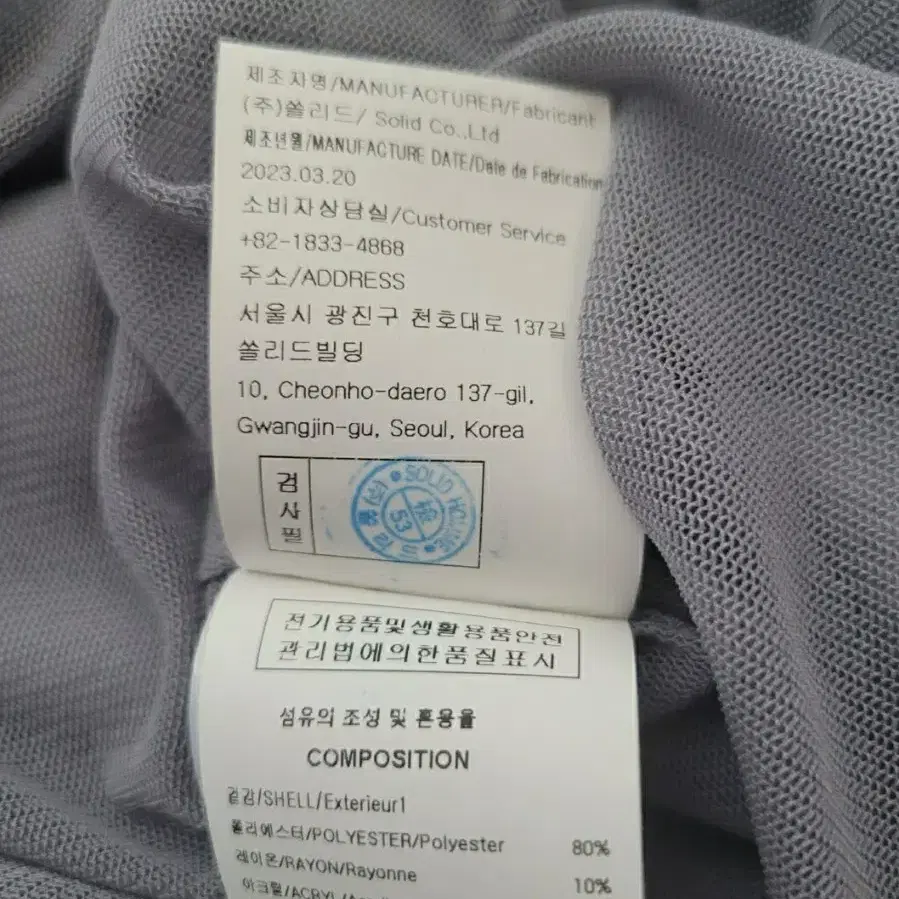 제조자명/MANUFACTURER/Fabricant
(주)쏠리드/ Solid Co.,Ltd
제조년월/MANUFACTURE DATE/Date de Fabrication
2023.03.20
소비자상담실/Customer Service
+82-1833-4868
주소/ADDRESS
서울시 광진구 천호대로 137길
쏠리드빌딩
10, Cheonho-daero 137-gil,
Gwangjin-gu, Seoul, Korea
검사필
SOLID HOUSE
53
전기용품및생활용품안전
관리법에의한품질표시
섬유의 조성 및 혼용율
COMPOSITION
겉감/SHELL/Exterieur1
폴리에스터/POLYESTER/Polyester 80%
레이온/RAYON/Rayonne 10%
아크릴/ACRYL